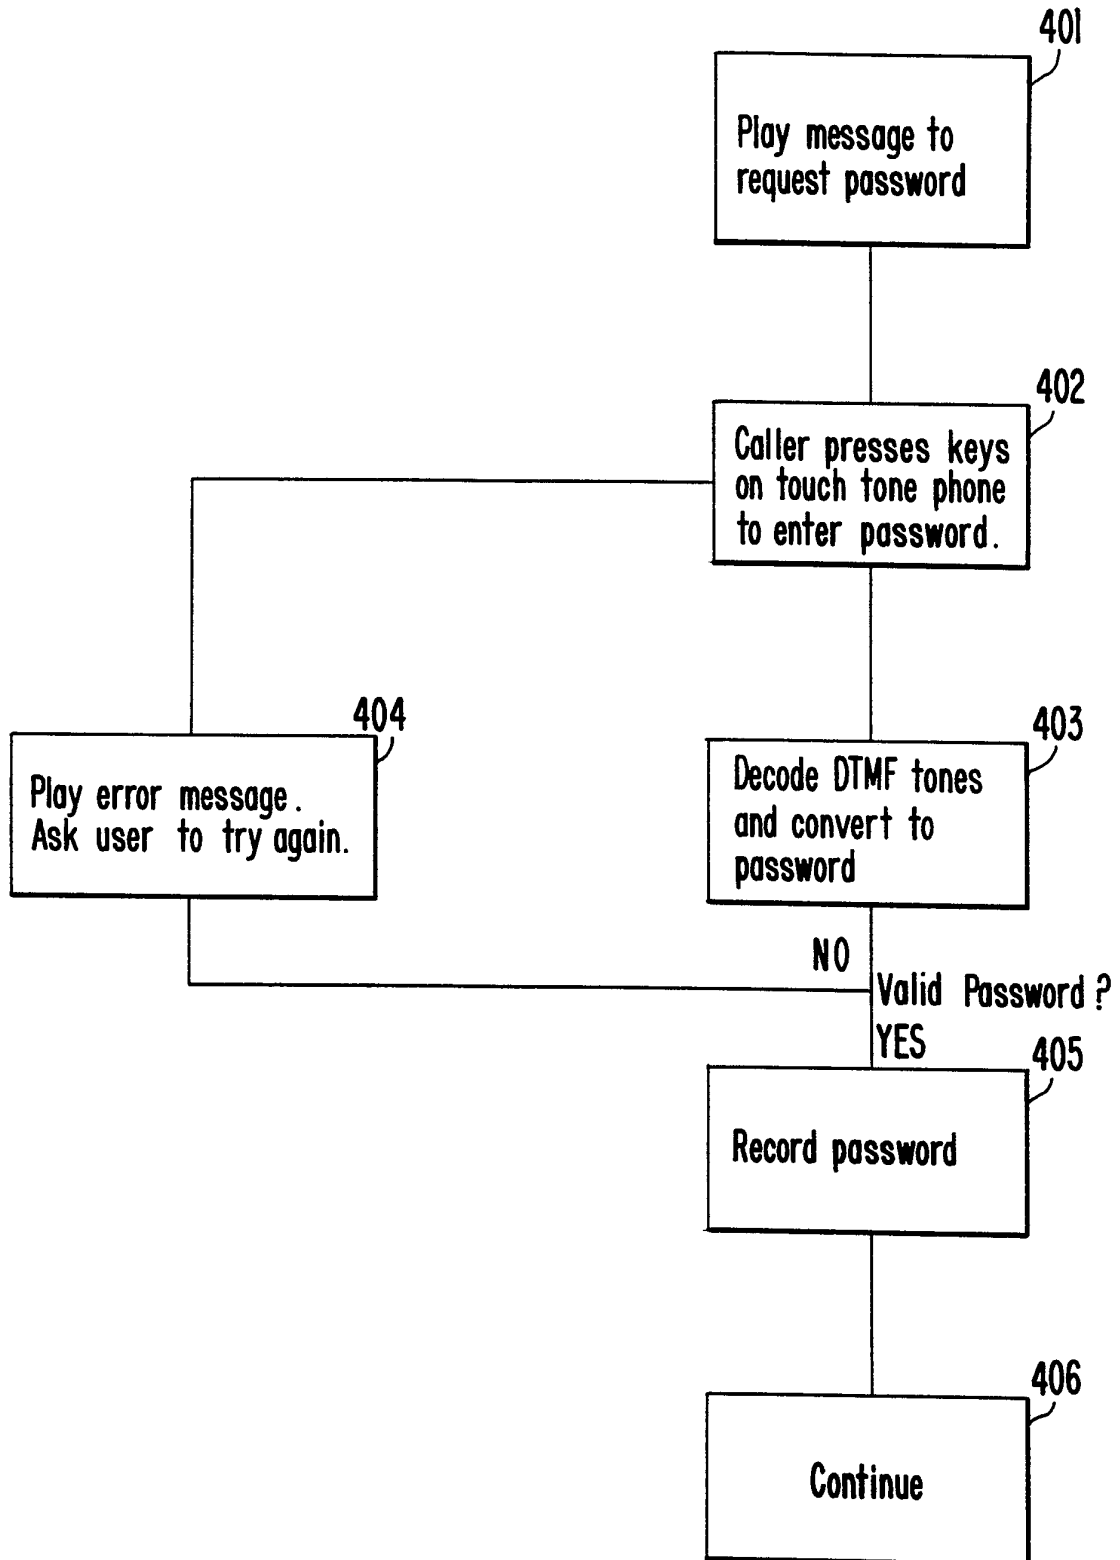 401
Play message to
request password
402
Caller presses keys
on touch tone phone
to enter password.
404
Play error message.
Ask user to try again.
403
Decode DTMF tones
and convert to
password
NO
Valid Password?
YES
405
Record password
406
Continue